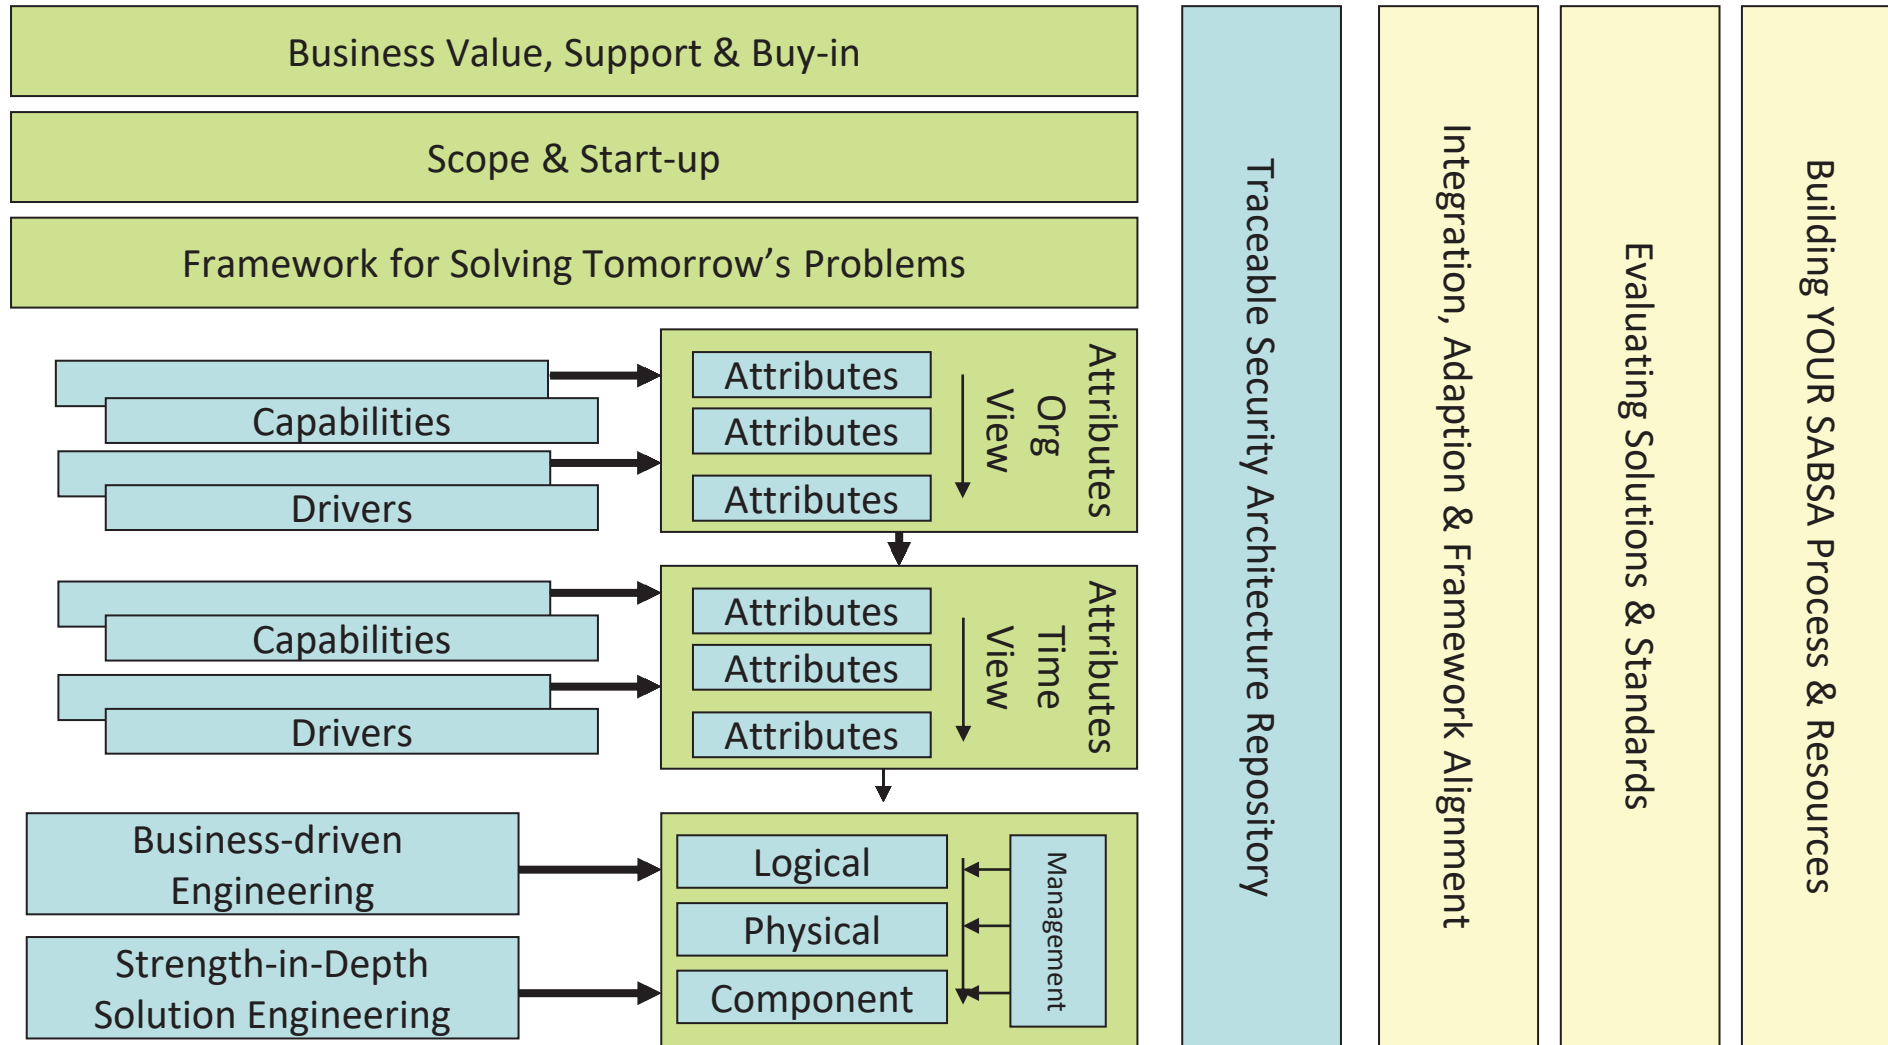 Business Value, Support & Buy-in
Scope & Start-up
Framework for Solving Tomorrow’s Problems
Capabilities
Drivers
Attributes
Attributes
Attributes
Org
View
Attributes
Capabilities
Drivers
Attributes
Attributes
Attributes
Time
View
Attributes
Business-driven
Engineering
Strength-in-Depth
Solution Engineering
Logical
Physical
Component
Management
Traceable Security Architecture Repository
Integration, Adaption & Framework Alignment
Evaluating Solutions & Standards
Building YOUR SABSA Process & Resources